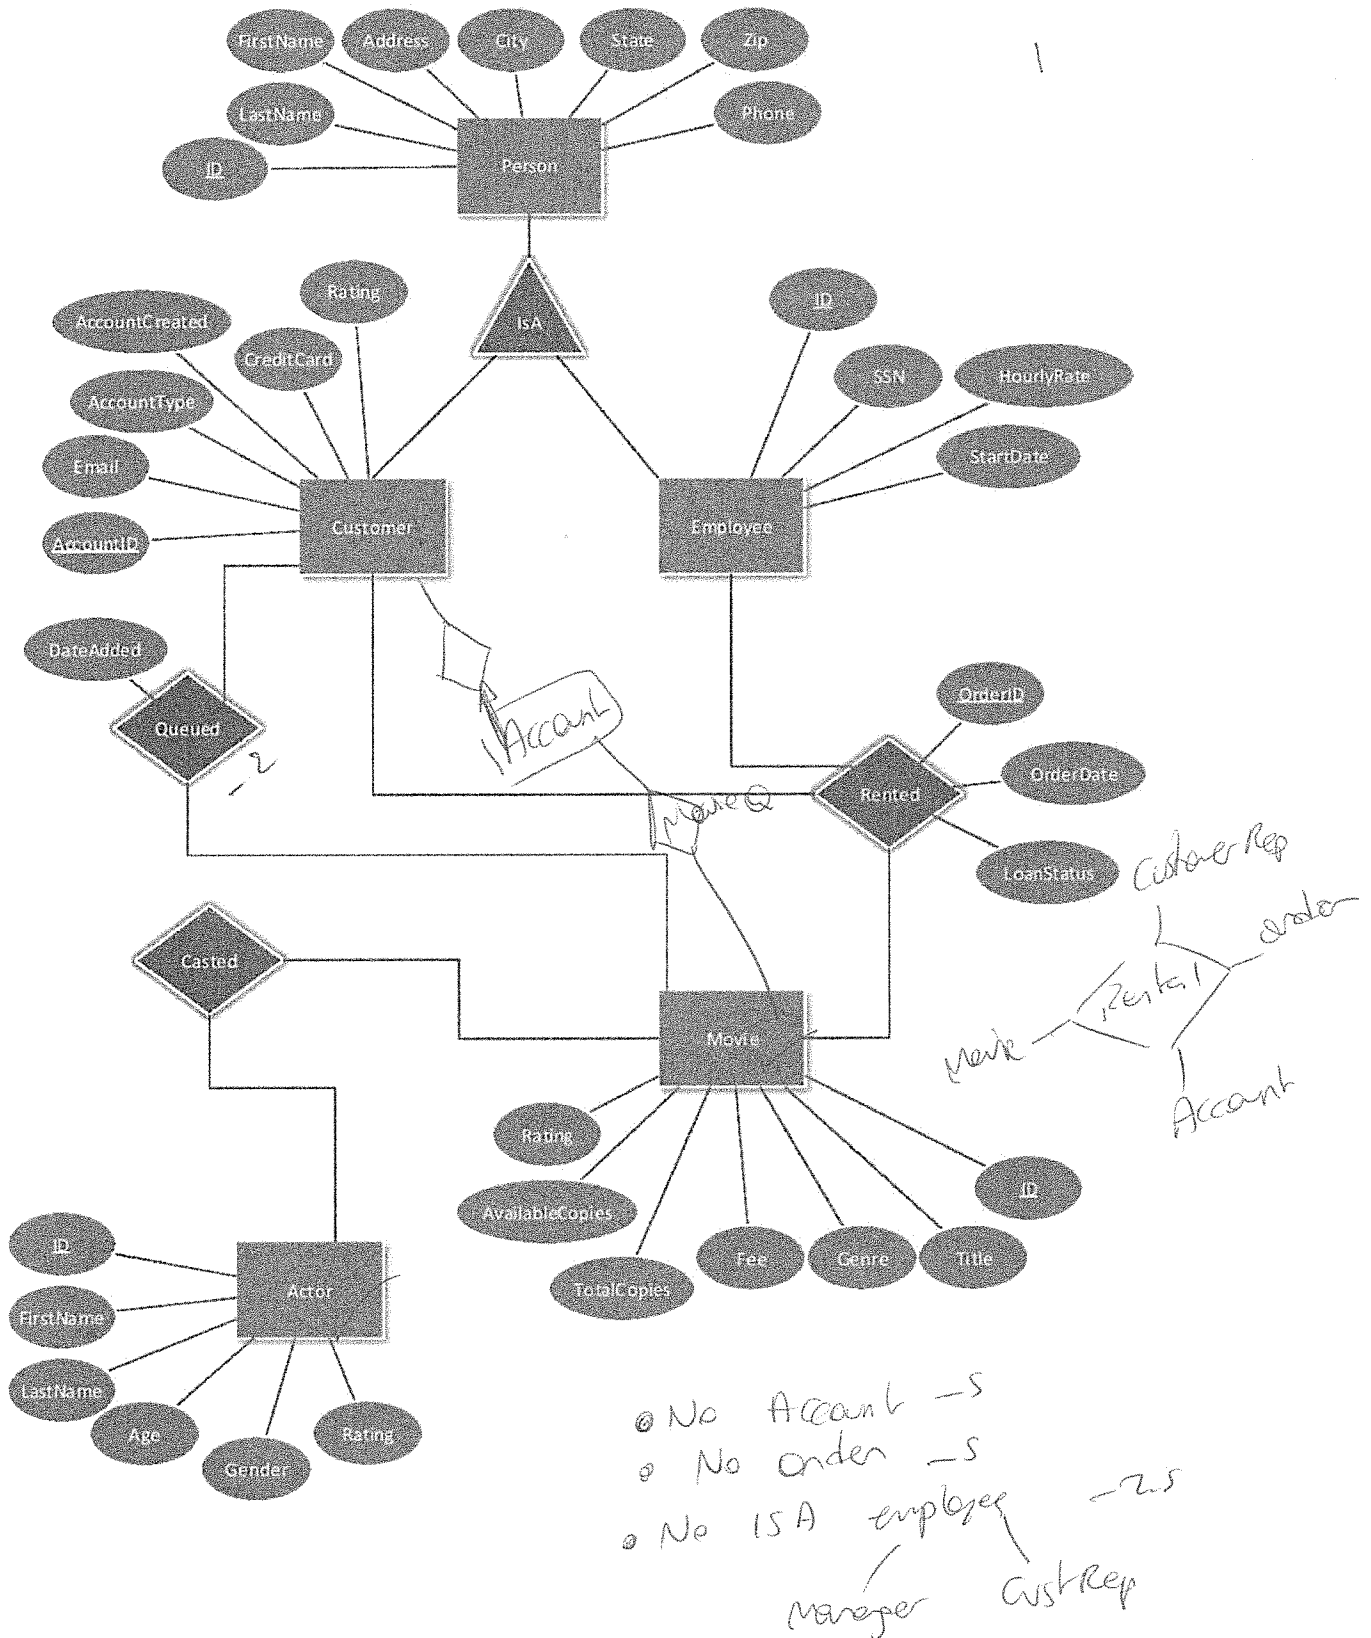 FirstName Address City State Zip
1
LastName Phone
ID Person
IsA
Rating ID
AccountCreated
CreditCard SSN HourlyRate
AccountType
Email StartDate
AccountID Customer Employee
DateAdded
Queued -2
Account
OrderID
OrderDate
Rented
MovieQ
LoanStatus
CustomerRep
order
Rental
Movie
Account
Casted
Movie
Rating
ID
AvailableCopies
TotalCopies Fee Genre Title
ID
Actor
FirstName
LastName
Age Rating
Gender
No Account -5
No order -5
No ISA employee -2.5
Manager CustRep